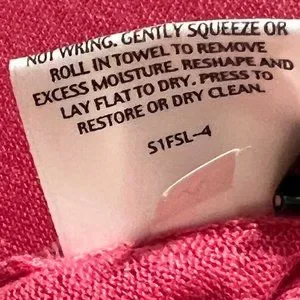 NOT WRING. GENTLY SQUEEZE OR
ROLL IN TOWEL TO REMOVE
EXCESS MOISTURE. RESHAPE AND
LAY FLAT TO DRY. PRESS TO
RESTORE OR DRY CLEAN.
S1FSL-4